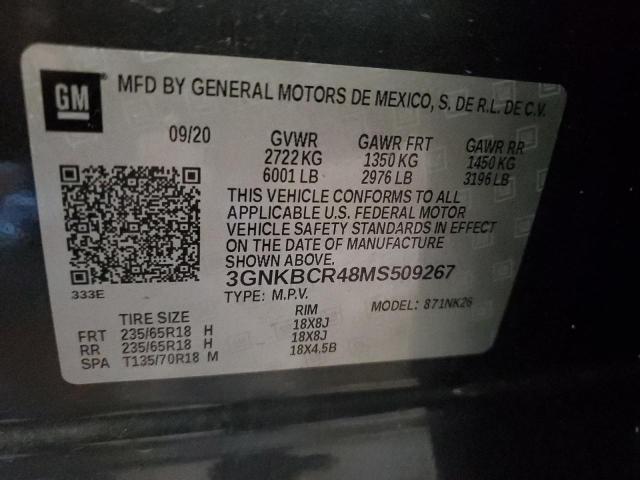 GM
MFD BY GENERAL MOTORS DE MEXICO, S. DE R.L. DE C.V.
09/20 GVWR GAWR FRT GAWR RR
2722 KG 1350 KG 1450 KG
6001 LB 2976 LB 3196 LB
THIS VEHICLE CONFORMS TO ALL
APPLICABLE U.S. FEDERAL MOTOR
VEHICLE SAFETY STANDARDS IN EFFECT
ON THE DATE OF MANUFACTURE
SHOWN ABOVE.
3GNKBCR48MS509267
333E
TYPE: M.P.V. MODEL: 871NK26
TIRE SIZE RIM
FRT 235/65R18 H 18X8J
RR 235/65R18 H 18X8J
SPA T135/70R18 M 18X4.5B